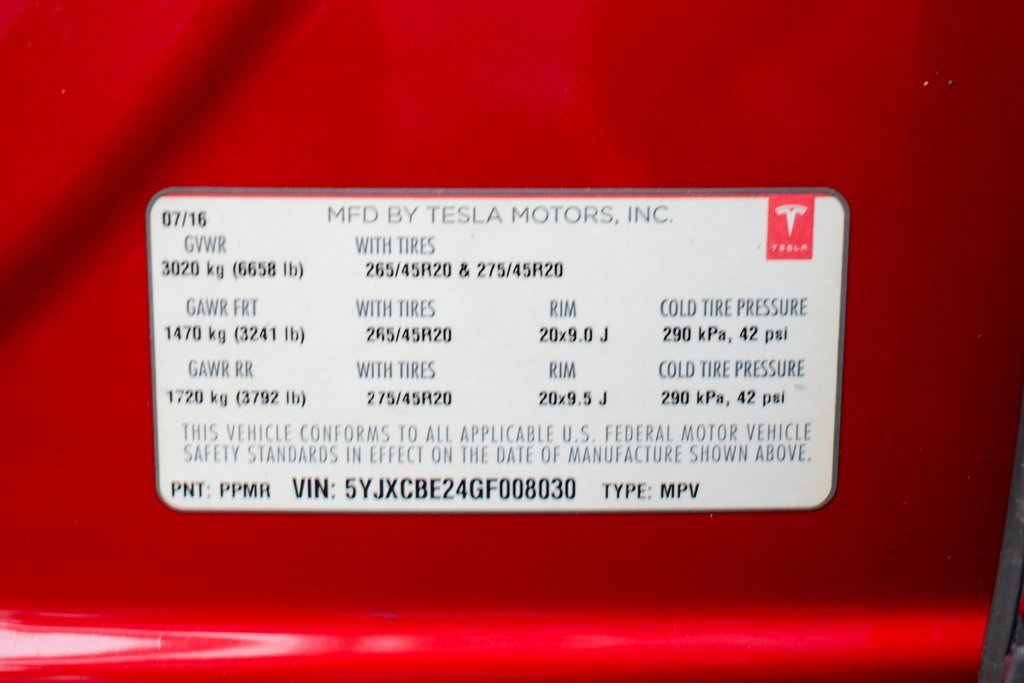 07/16 MFD BY TESLA MOTORS, INC.
TESLA
GVWR WITH TIRES
3020 kg (6658 lb) 265/45R20 & 275/45R20
GAWR FRT WITH TIRES RIM COLD TIRE PRESSURE
1470 kg (3241 lb) 265/45R20 20x9.0 J 290 kPa, 42 psi
GAWR RR WITH TIRES RIM COLD TIRE PRESSURE
1720 kg (3792 lb) 275/45R20 20x9.5 J 290 kPa, 42 psi
THIS VEHICLE CONFORMS TO ALL APPLICABLE U.S. FEDERAL MOTOR VEHICLE
SAFETY STANDARDS IN EFFECT ON THE DATE OF MANUFACTURE SHOWN ABOVE.
PNT: PPMR VIN: 5YJXCBE24GF008030 TYPE: MPV